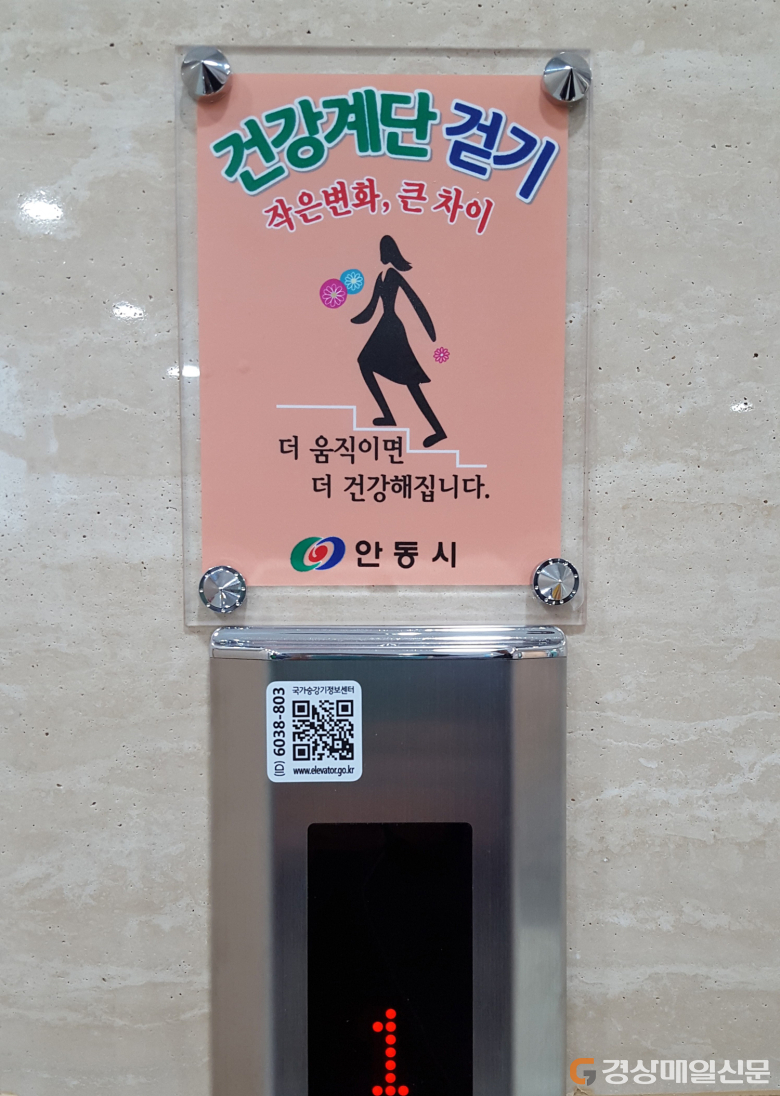 건강계단 걷기
작은변화, 큰 차이
더 움직이면
더 건강해집니다.
안동시
국가승강기정보센터
(ID) 6038-803
www.elevator.go.kr
1
경상매일신문